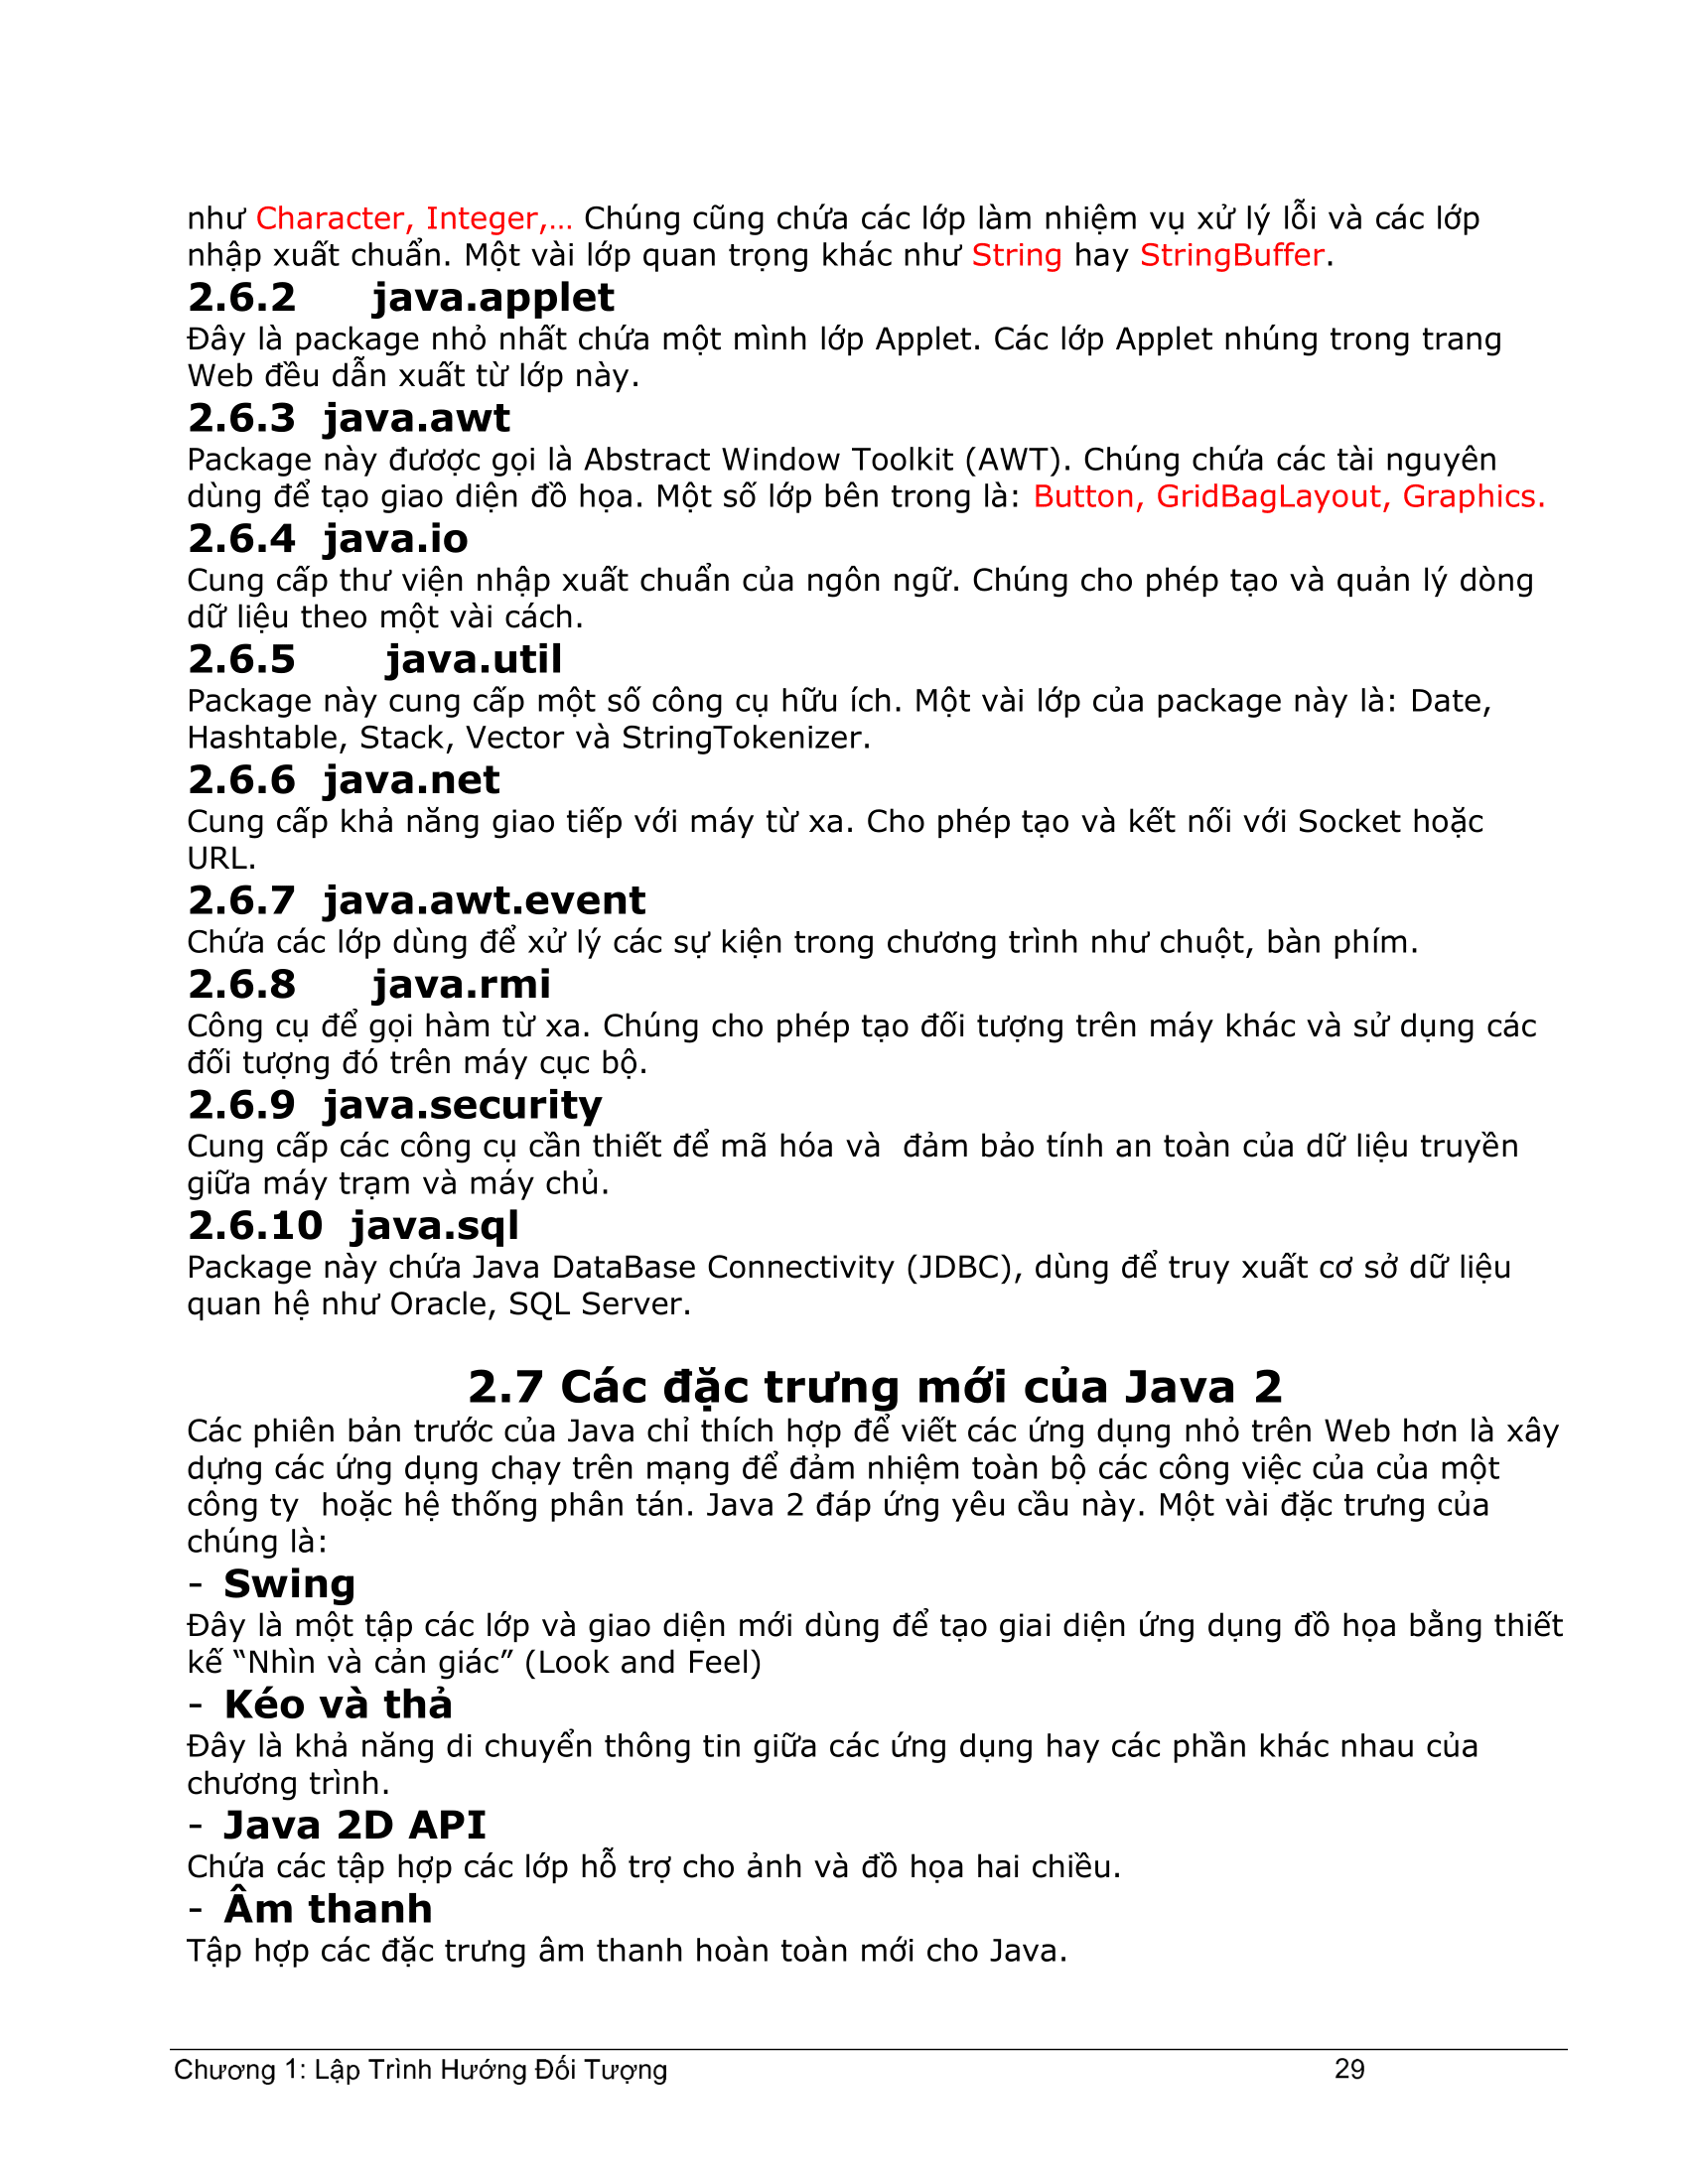 như Character, Integer,… Chúng cũng chứa các lớp làm nhiệm vụ xử lý lỗi và các lớp
nhập xuất chuẩn. Một vài lớp quan trọng khác như String hay StringBuffer.
2.6.2 java.applet
Đây là package nhỏ nhất chứa một mình lớp Applet. Các lớp Applet nhúng trong trang
Web đều dẫn xuất từ lớp này.
2.6.3 java.awt
Package này đươợc gọi là Abstract Window Toolkit (AWT). Chúng chứa các tài nguyên
dùng để tạo giao diện đồ họa. Một số lớp bên trong là: Button, GridBagLayout, Graphics.
2.6.4 java.io
Cung cấp thư viện nhập xuất chuẩn của ngôn ngữ. Chúng cho phép tạo và quản lý dòng
dữ liệu theo một vài cách.
2.6.5 java.util
Package này cung cấp một số công cụ hữu ích. Một vài lớp của package này là: Date,
Hashtable, Stack, Vector và StringTokenizer.
2.6.6 java.net
Cung cấp khả năng giao tiếp với máy từ xa. Cho phép tạo và kết nối với Socket hoặc
URL.
2.6.7 java.awt.event
Chứa các lớp dùng để xử lý các sự kiện trong chương trình như chuột, bàn phím.
2.6.8 java.rmi
Công cụ để gọi hàm từ xa. Chúng cho phép tạo đối tượng trên máy khác và sử dụng các
đối tượng đó trên máy cục bộ.
2.6.9 java.security
Cung cấp các công cụ cần thiết để mã hóa và đảm bảo tính an toàn của dữ liệu truyền
giữa máy trạm và máy chủ.
2.6.10 java.sql
Package này chứa Java DataBase Connectivity (JDBC), dùng để truy xuất cơ sở dữ liệu
quan hệ như Oracle, SQL Server.
2.7 Các đặc trưng mới của Java 2
Các phiên bản trước của Java chỉ thích hợp để viết các ứng dụng nhỏ trên Web hơn là xây
dựng các ứng dụng chạy trên mạng để đảm nhiệm toàn bộ các công việc của của một
công ty hoặc hệ thống phân tán. Java 2 đáp ứng yêu cầu này. Một vài đặc trưng của
chúng là:
- Swing
Đây là một tập các lớp và giao diện mới dùng để tạo giai diện ứng dụng đồ họa bằng thiết
kế “Nhìn và cản giác” (Look and Feel)
- Kéo và thả
Đây là khả năng di chuyển thông tin giữa các ứng dụng hay các phần khác nhau của
chương trình.
- Java 2D API
Chứa các tập hợp các lớp hỗ trợ cho ảnh và đồ họa hai chiều.
- Âm thanh
Tập hợp các đặc trưng âm thanh hoàn toàn mới cho Java.
Chương 1: Lập Trình Hướng Đối Tượng 29